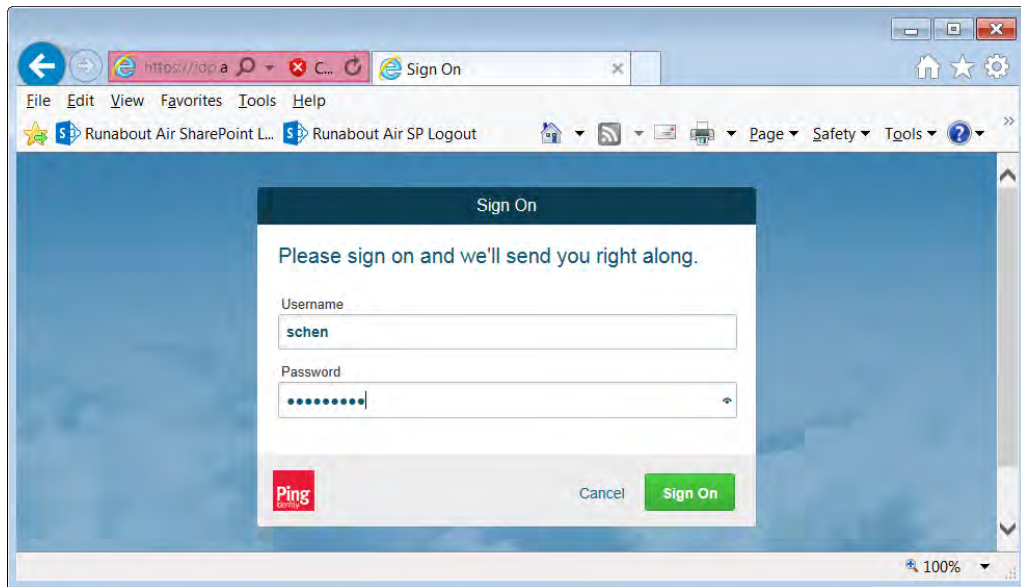 https://idp.a C... Sign On
File Edit View Favorites Tools Help
Runabout Air SharePoint L... Runabout Air SP Logout Page Safety Tools
Sign On
Please sign on and we'll send you right along.
Username
schen
Password
•••••••••
Ping
Identity
Cancel Sign On
100%